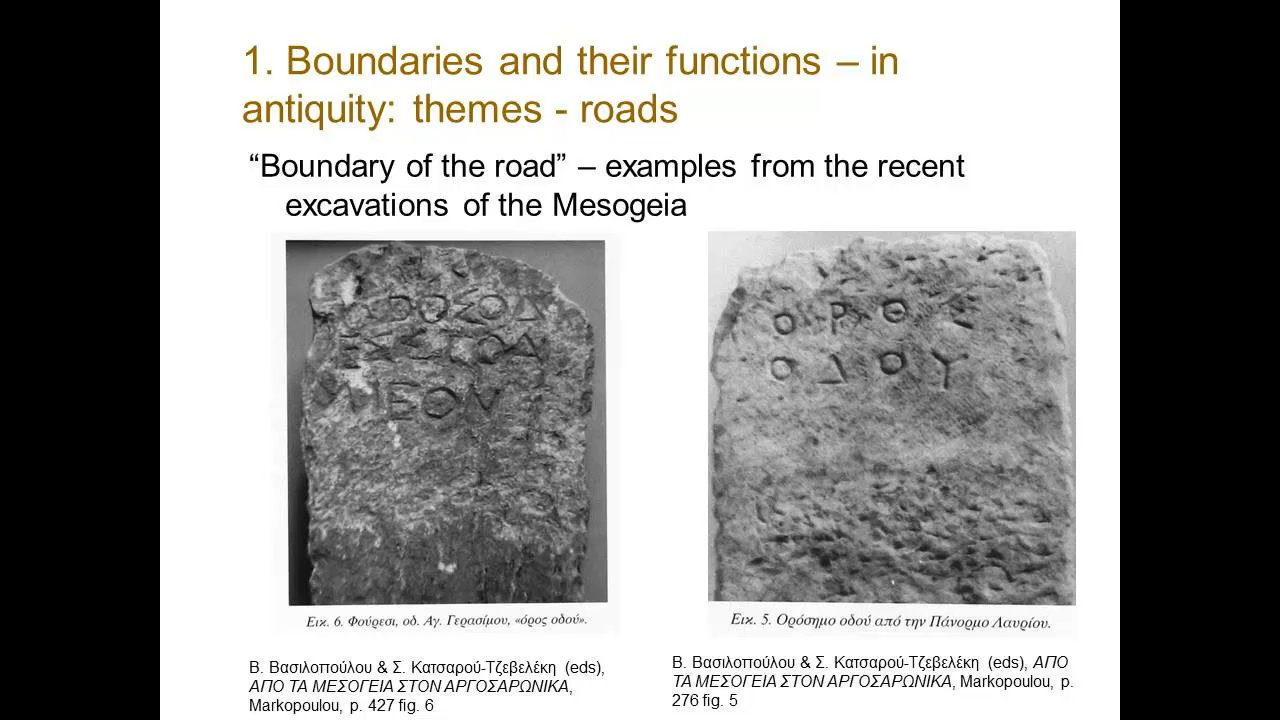 1. Boundaries and their functions – in
antiquity: themes - roads
“Boundary of the road” – examples from the recent
excavations of the Mesogeia
ΕΟΝ
Ο Ρ Θ Σ
Ο Δ Ο Υ
Εικ. 6. Φούρεσι, οδ. Αγ. Γερασίμου, «όρος οδού».
Εικ. 5. Ορόσημο οδού από την Πάνορμο Λαυρίου.
Β. Βασιλοπούλου & Σ. Κατσαρού-Τζεβελέκη (eds),
ΑΠΟ ΤΑ ΜΕΣΟΓΕΙΑ ΣΤΟΝ ΑΡΓΟΣΑΡΩΝΙΚΑ,
Markopoulou, p. 427 fig. 6
Β. Βασιλοπούλου & Σ. Κατσαρού-Τζεβελέκη (eds), ΑΠΟ
ΤΑ ΜΕΣΟΓΕΙΑ ΣΤΟΝ ΑΡΓΟΣΑΡΩΝΙΚΑ, Markopoulou, p.
276 fig. 5